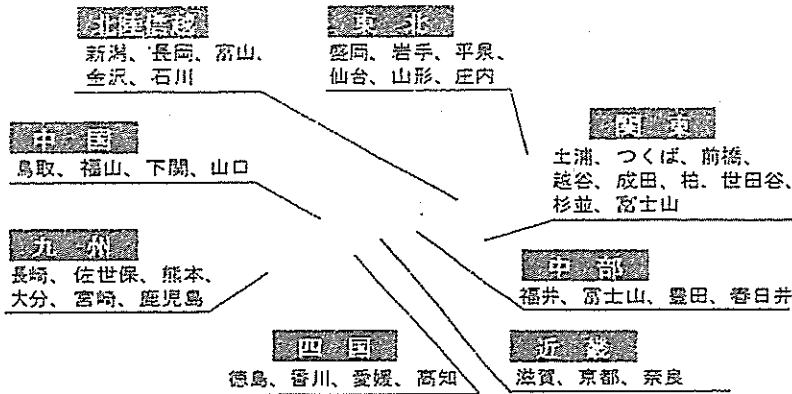 北陸信越
新潟、長岡、富山、
金沢、石川
東北
盛岡、岩手、平泉、
仙台、山形、庄内
関東
土浦、つくば、前橋、
越谷、成田、柏、世田谷、
杉並、富士山
中国
鳥取、福山、下関、山口
九州
長崎、佐世保、熊本、
大分、宮崎、鹿児島
中部
福井、富士山、豊田、春日井
四国
徳島、香川、愛媛、高知
近畿
滋賀、京都、奈良